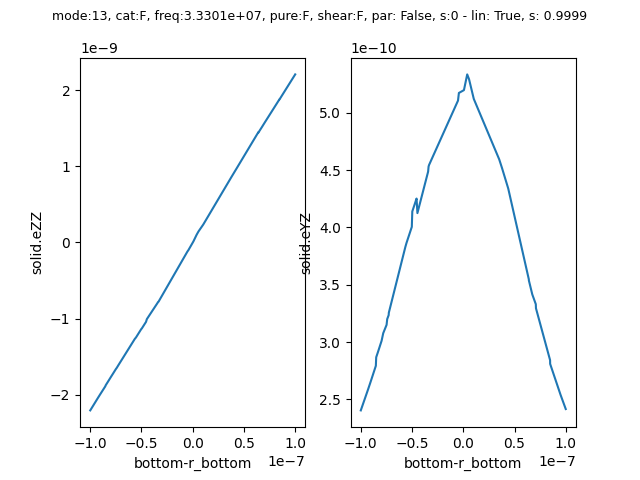 mode:13, cat:F, freq:3.3301e+07, pure:F, shear:F, par: False, s:0 - lin: True, s: 0.9999
1e−9
2
1
0
−1
−2
solid.eZZ
−1.0 −0.5 0.0 0.5 1.0
bottom-r_bottom 1e−7
1e−10
5.0
4.5
4.0
3.5
3.0
2.5
solid.eYZ
−1.0 −0.5 0.0 0.5 1.0
bottom-r_bottom 1e−7